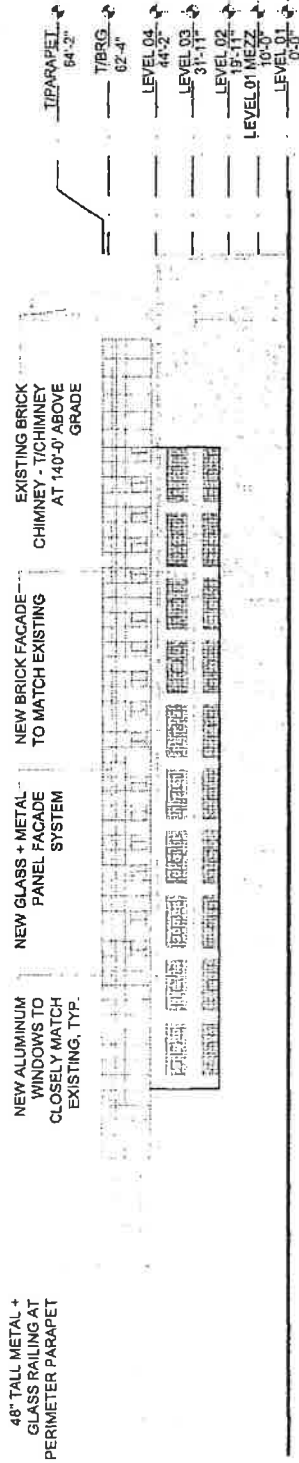 48" TALL METAL +
GLASS RAILING AT
PERIMETER PARAPET
NEW ALUMINUM
WINDOWS TO
CLOSELY MATCH
EXISTING, TYP.
NEW GLASS + METAL
PANEL FACADE
SYSTEM
NEW BRICK FACADE
TO MATCH EXISTING
EXISTING BRICK
CHIMNEY - T/CHIMNEY
AT 140'-0" ABOVE
GRADE
T/PARAPET
64'-2"
T/BRG
62'-4"
LEVEL 04
44'-2"
LEVEL 03
31'-11"
LEVEL 02
19'-11"
LEVEL 01 MEZZ
10'-0"
LEVEL 01
0'-0"